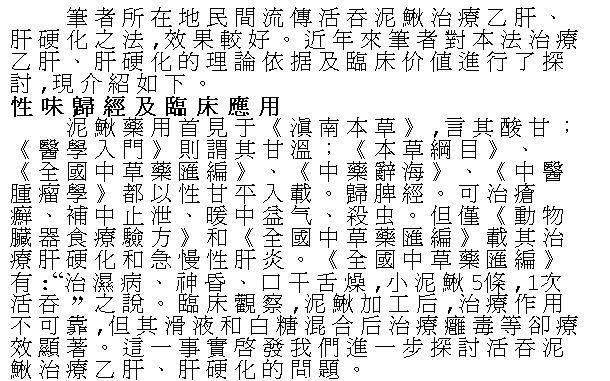 筆者所在地民間流傳活吞泥鰍治療乙肝、
肝硬化之法,效果較好。近年來筆者對本法治療
乙肝、肝硬化的理論依据及臨床价值進行了探
討,現介紹如下。
性味歸經及臨床應用
泥鰍藥用首見于《滇南本草》,言其酸甘;
《醫學入門》則謂其甘溫;《本草綱目》、
《全國中草藥匯編》、《中藥辭海》、《中醫
腫瘤學》都以性甘平入載。歸脾經。可治瘡
癬、補中止泄、暖中益气、殺虫。但僅《動物
臟器食療驗方》和《全國中草藥匯編》載其治
療肝硬化和急慢性肝炎。《全國中草藥匯編》
有:“治濕病、神昏、口干舌燥,小泥鰍5條,1次
活吞”之說。臨床觀察,泥鰍加工后,治療作用
不可靠,但其滑液和白糖混合后治療癰毒等卻療
效顯著。這一事實啓發我們進一步探討活吞泥
鰍治療乙肝、肝硬化的問題。